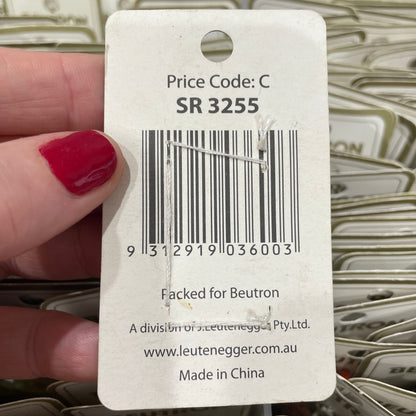 Price Code: C
SR 3255
9 312919 036003
Packed for Beutron
A division of J.Leutenegger Pty.Ltd.
www.leutenegger.com.au
Made in China